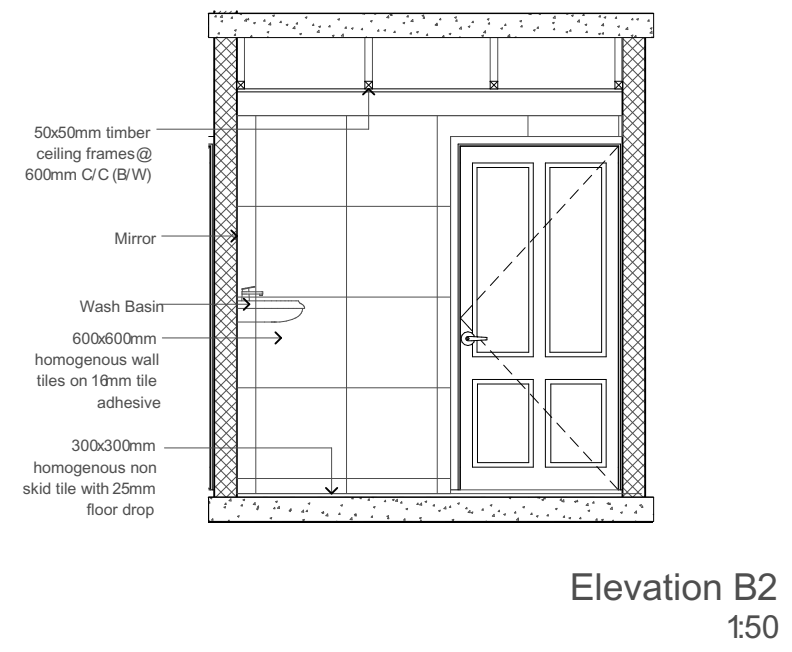 50x50mm timber
ceiling frames@
600mm C/C (B/W)
Mirror
Wash Basin
600x600mm
homogenous wall
tiles on 16mm tile
adhesive
300x300mm
homogenous non
skid tile with 25mm
floor drop
Elevation B2
1:50